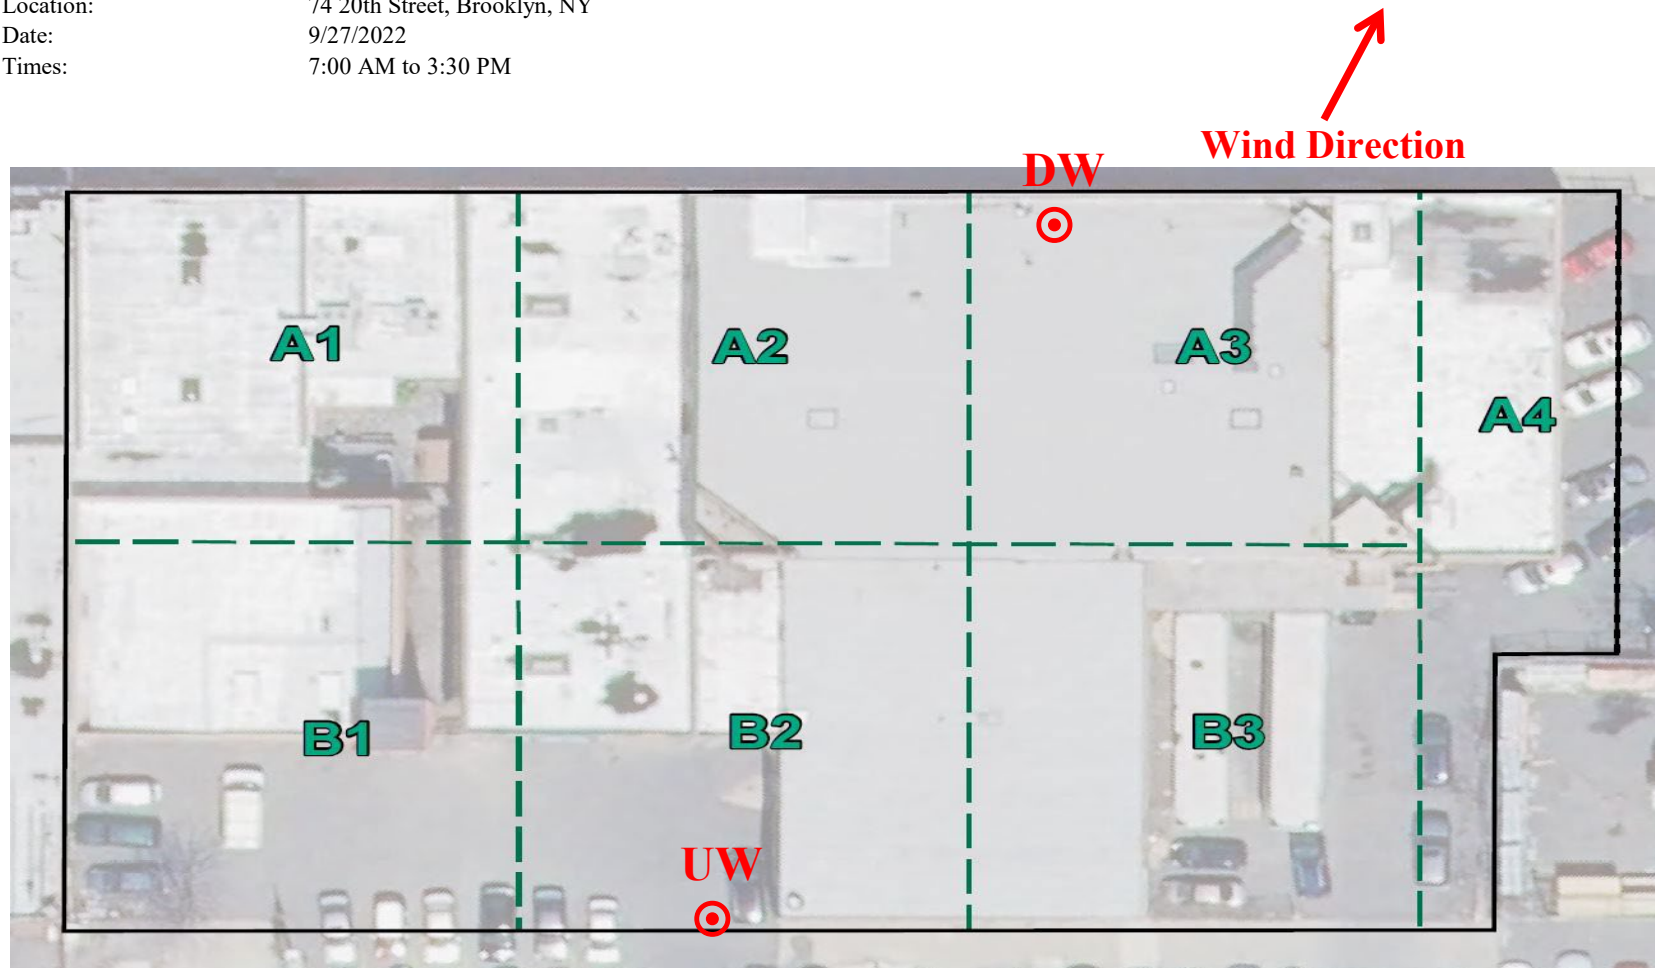 Location: 74 20th Street, Brooklyn, NY
Date: 9/27/2022
Times: 7:00 AM to 3:30 PM
Wind Direction
DW
A1 A2 A3
A4
B1 B2 B3
UW